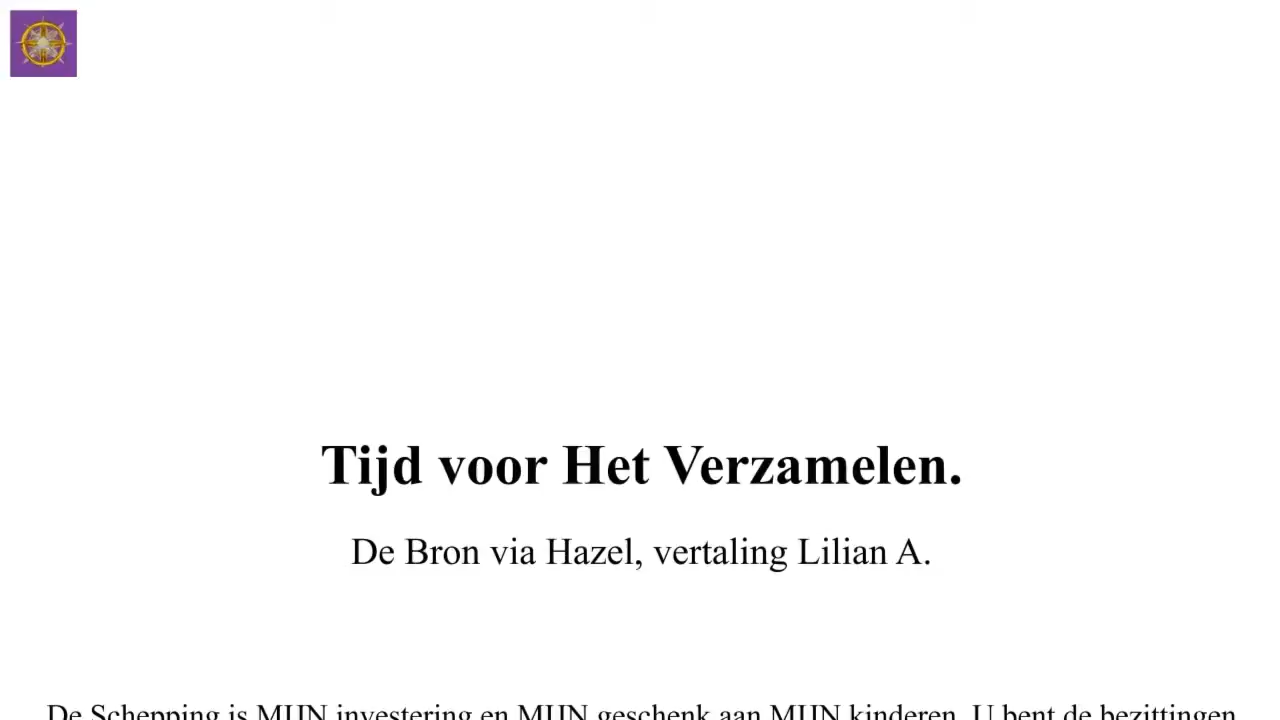 Tijd voor Het Verzamelen.
De Bron via Hazel, vertaling Lilian A.
De Schepping is MIJN investering en MIJN geschenk aan MIJN kinderen. U bent de bezittingen